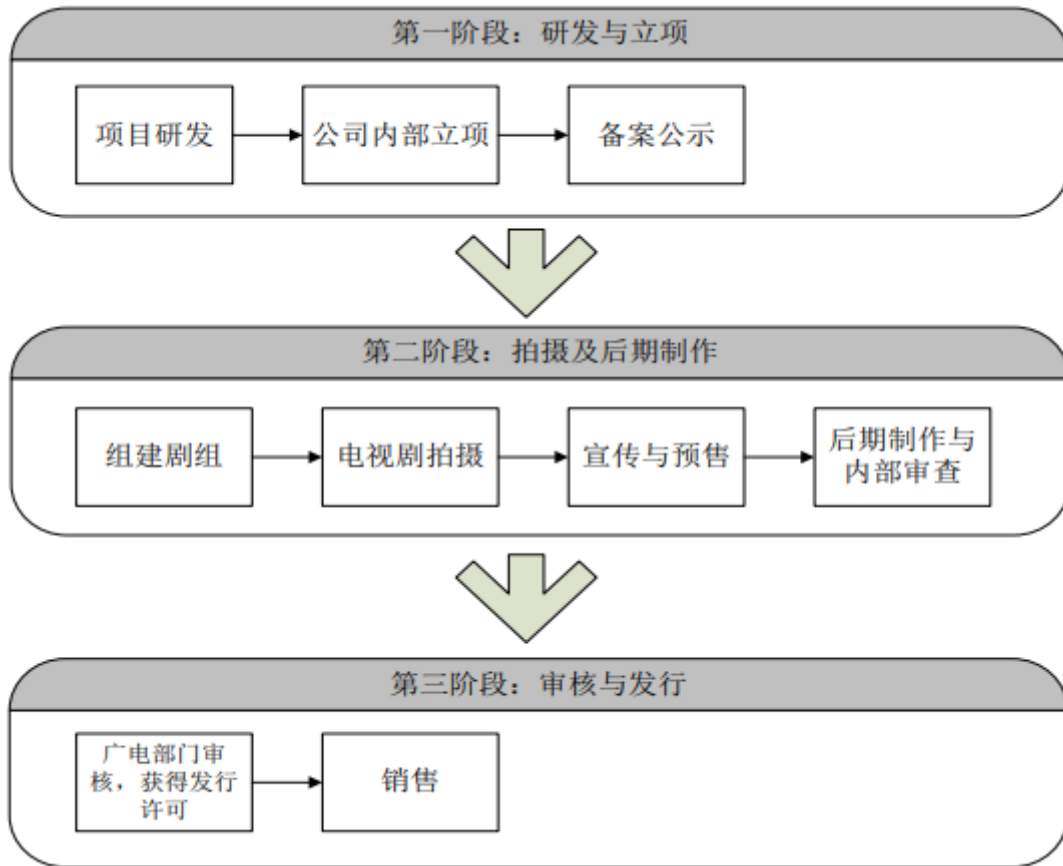 第一阶段：研发与立项
项目研发
公司内部立项
备案公示
第二阶段：拍摄及后期制作
组建剧组
电视剧拍摄
宣传与预售
后期制作与
内部审查
第三阶段：审核与发行
广电部门审
核，获得发行
许可
销售